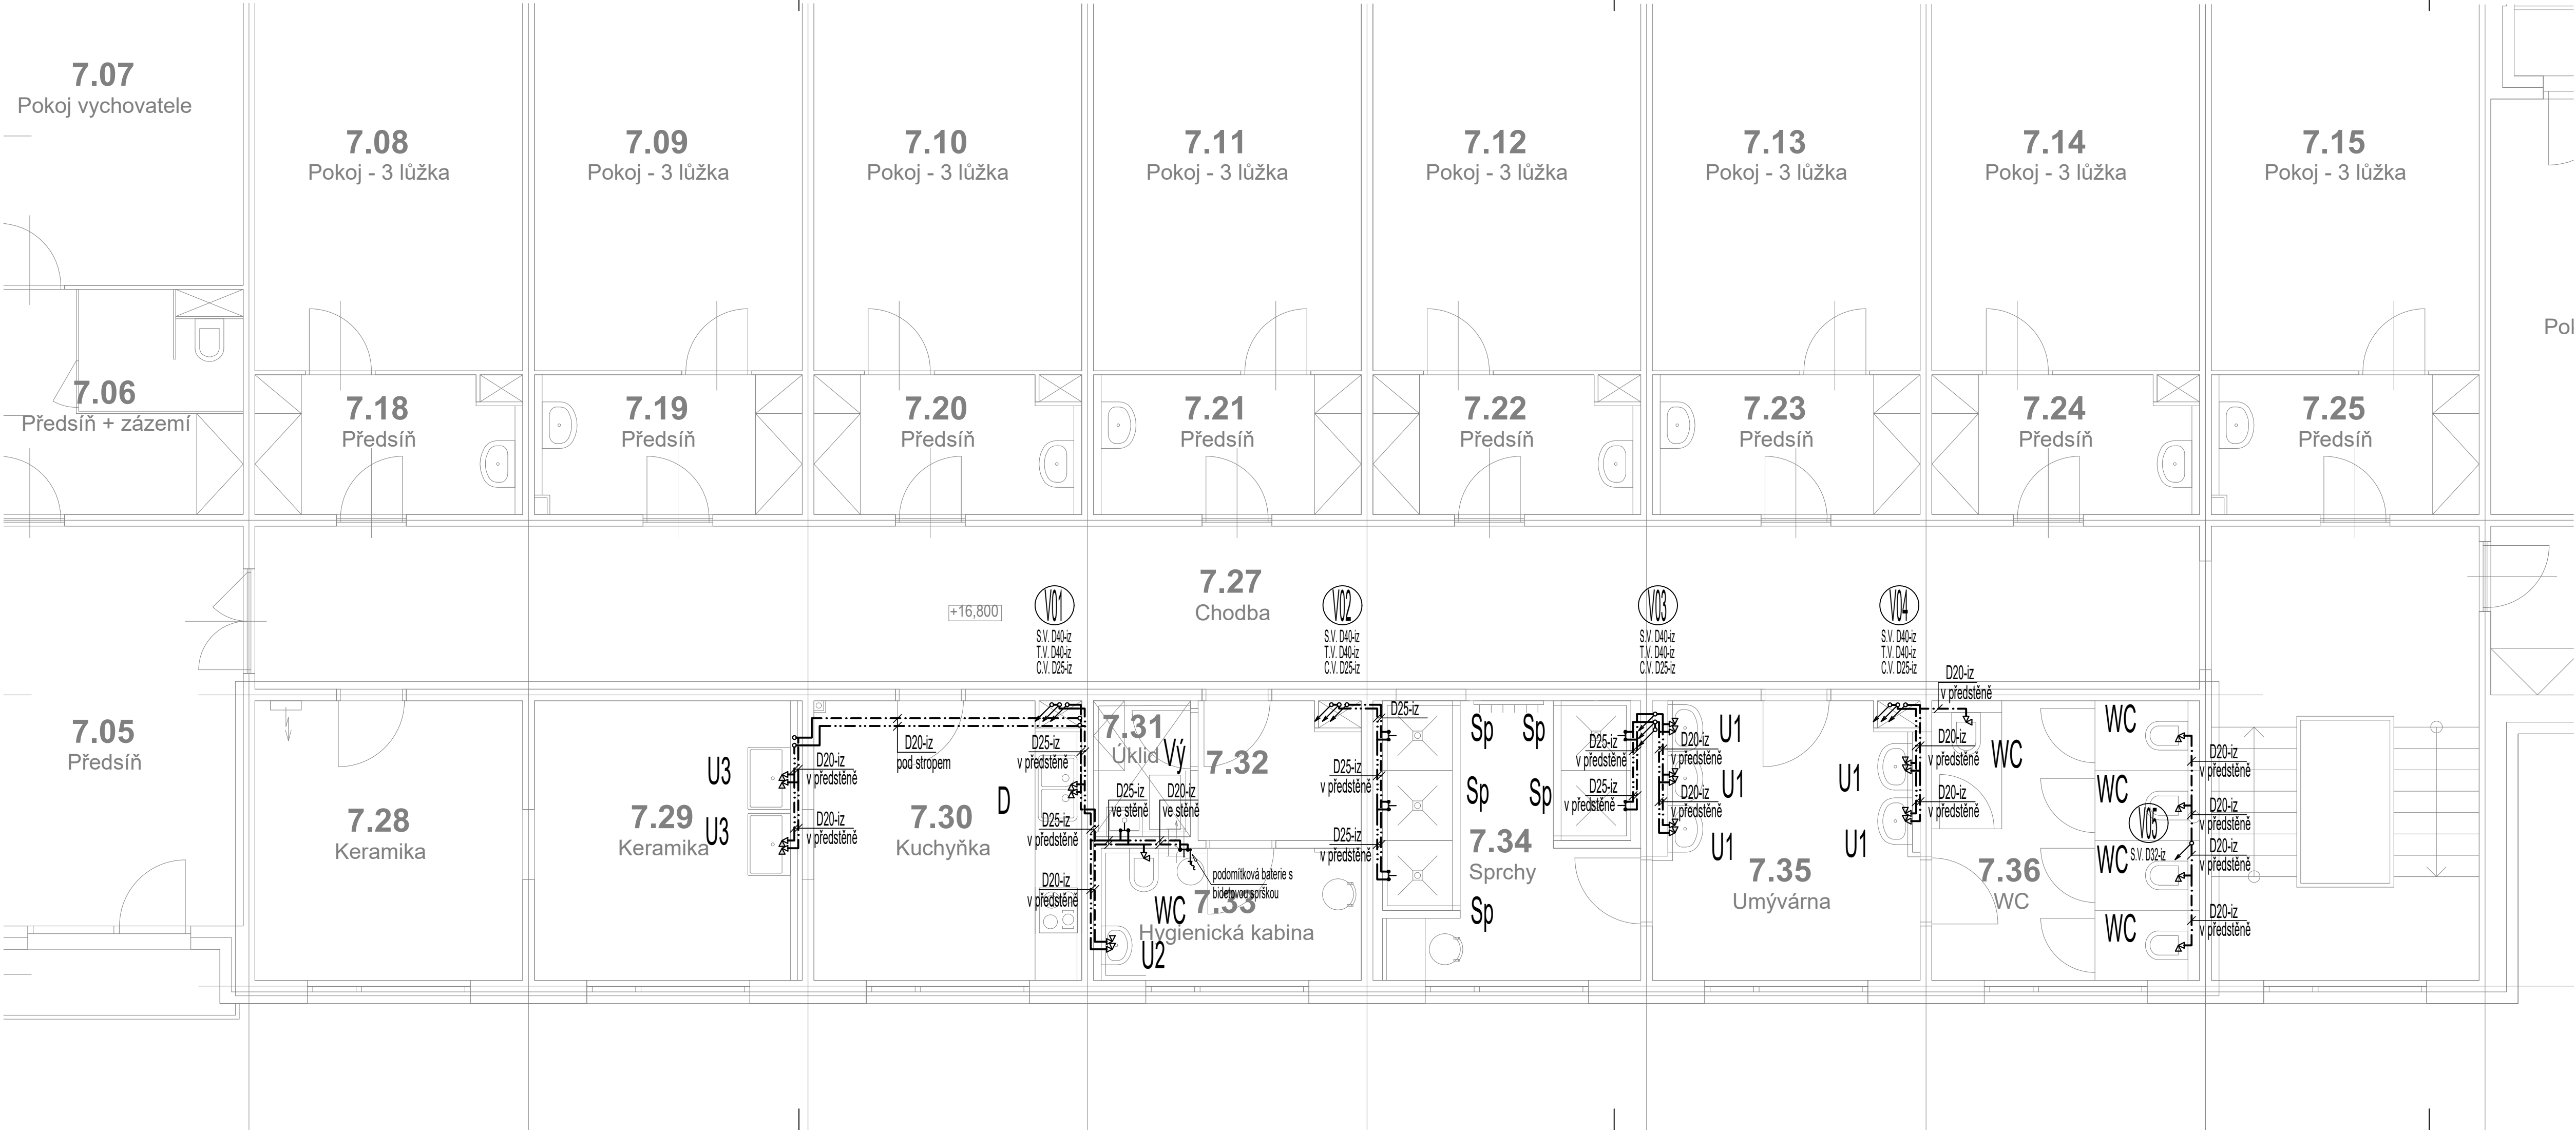 7.07
Pokoj vychovatele
7.08
Pokoj - 3 lůžka
7.09
Pokoj - 3 lůžka
7.10
Pokoj - 3 lůžka
7.11
Pokoj - 3 lůžka
7.12
Pokoj - 3 lůžka
7.13
Pokoj - 3 lůžka
7.14
Pokoj - 3 lůžka
7.15
Pokoj - 3 lůžka
Pol
7.06
Předsíň + zázemí
7.18
Předsíň
7.19
Předsíň
7.20
Předsíň
7.21
Předsíň
7.22
Předsíň
7.23
Předsíň
7.24
Předsíň
7.25
Předsíň
7.27
Chodba
+16,800
V01
S.V. D40-iz
T.V. D40-iz
C.V. D25-iz
V02
S.V. D40-iz
T.V. D40-iz
C.V. D25-iz
V03
S.V. D40-iz
T.V. D40-iz
C.V. D25-iz
V04
S.V. D40-iz
T.V. D40-iz
C.V. D25-iz
7.05
Předsíň
7.28
Keramika
7.29
Keramika
U3
U3
D20-iz
v předstěně
D20-iz
v předstěně
D20-iz
pod stropem
7.30
Kuchyňka
D
D25-iz
v předstěně
D25-iz
v předstěně
D20-iz
v předstěně
7.31
Úklid
Vý
D25-iz
ve stěně
D20-iz
ve stěně
7.32
podomítková baterie s
bidetovou sprškou
7.33
Hygienická kabina
WC
U2
D25-iz
D25-iz
v předstěně
D25-iz
v předstěně
Sp
Sp
Sp
Sp
Sp
7.34
Sprchy
D25-iz
v předstěně
D25-iz
v předstěně
D20-iz
v předstěně
D20-iz
v předstěně
U1
U1
U1
U1
U1
7.35
Umývárna
D20-iz
v předstěně
D20-iz
v předstěně
D20-iz
v předstěně
WC
7.36
WC
WC
WC
WC
WC
V05
S.V. D32-iz
D20-iz
v předstěně
D20-iz
v předstěně
D20-iz
v předstěně
D20-iz
v předstěně